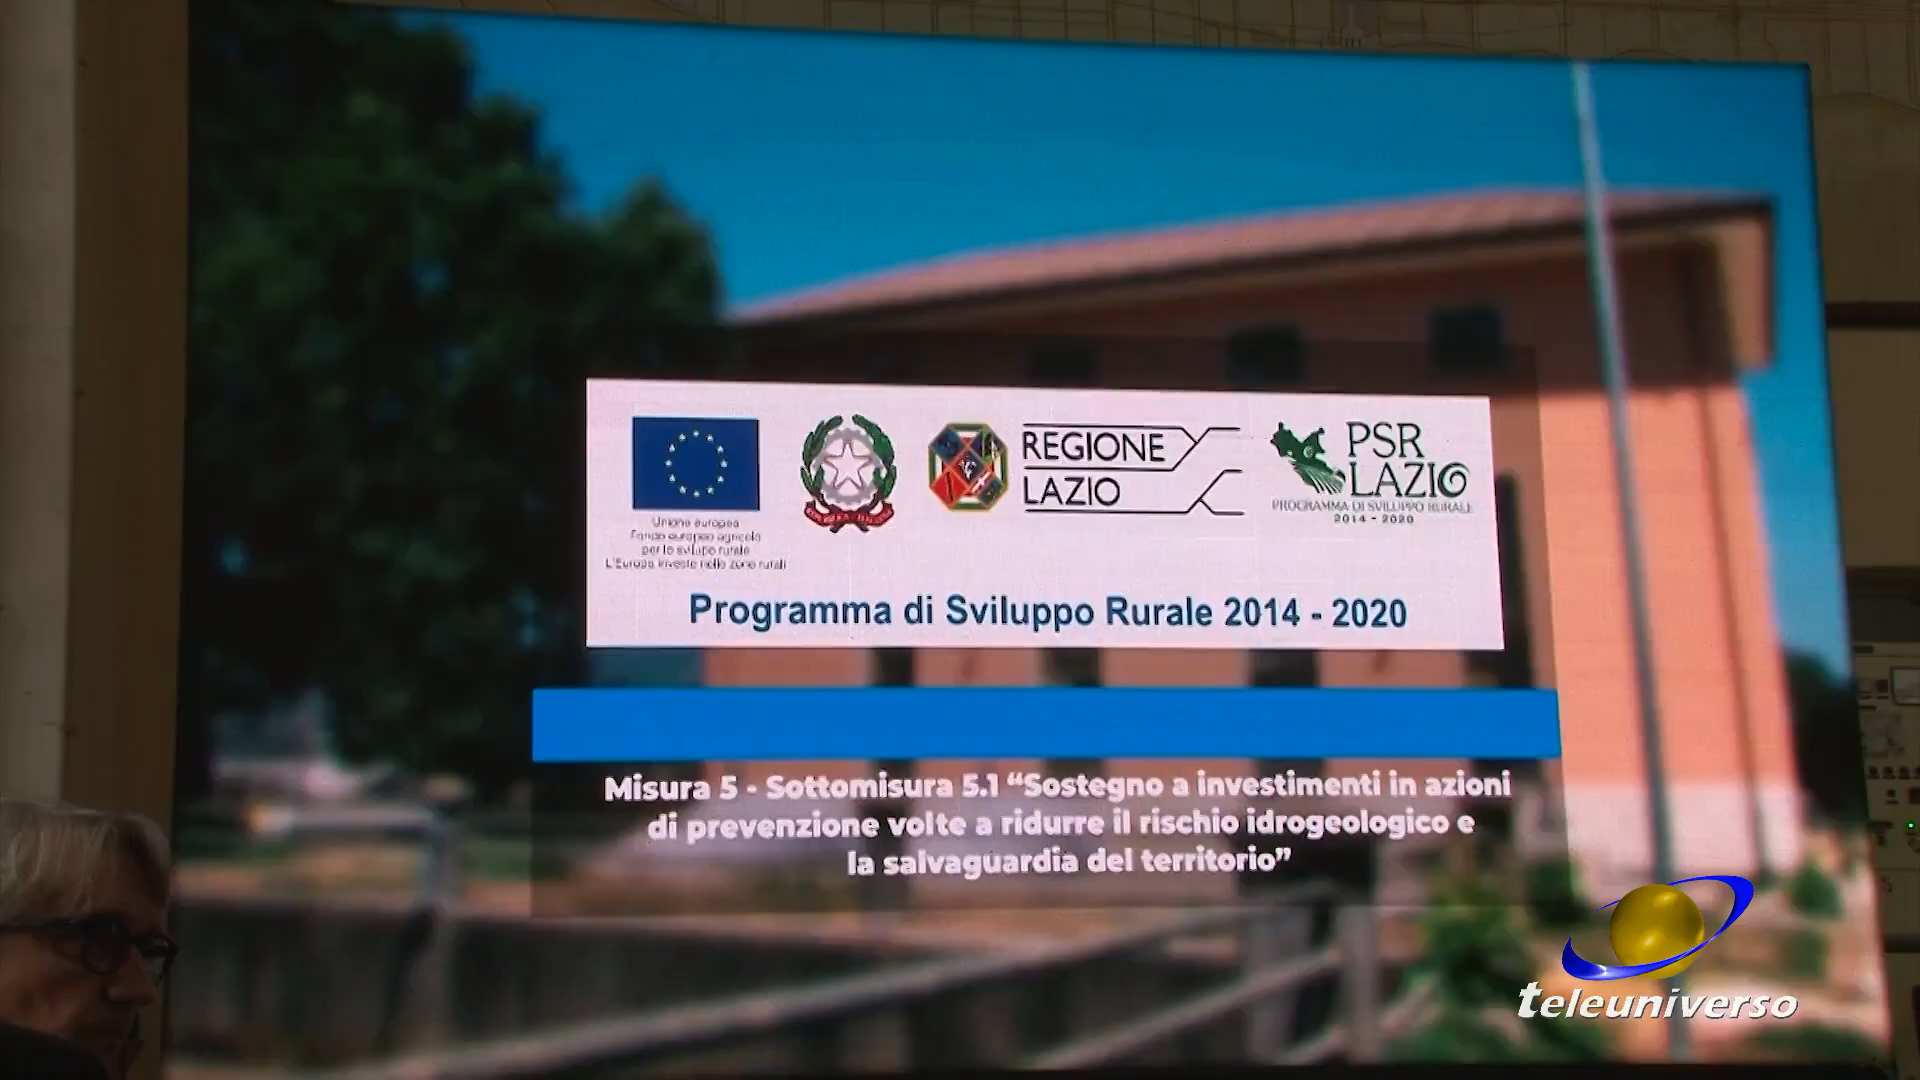 REGIONE
LAZIO
PSR
LAZIO
PROGRAMMA DI SVILUPPO RURALE
2014 - 2020
Unione europea
Fondo europeo agricolo
per lo sviluppo rurale
L'Europa investe nelle zone rurali
Programma di Sviluppo Rurale 2014 - 2020
Misura 5 - Sottomisura 5.1 “Sostegno a investimenti in azioni
di prevenzione volte a ridurre il rischio idrogeologico e
la salvaguardia del territorio”
teleuniverso